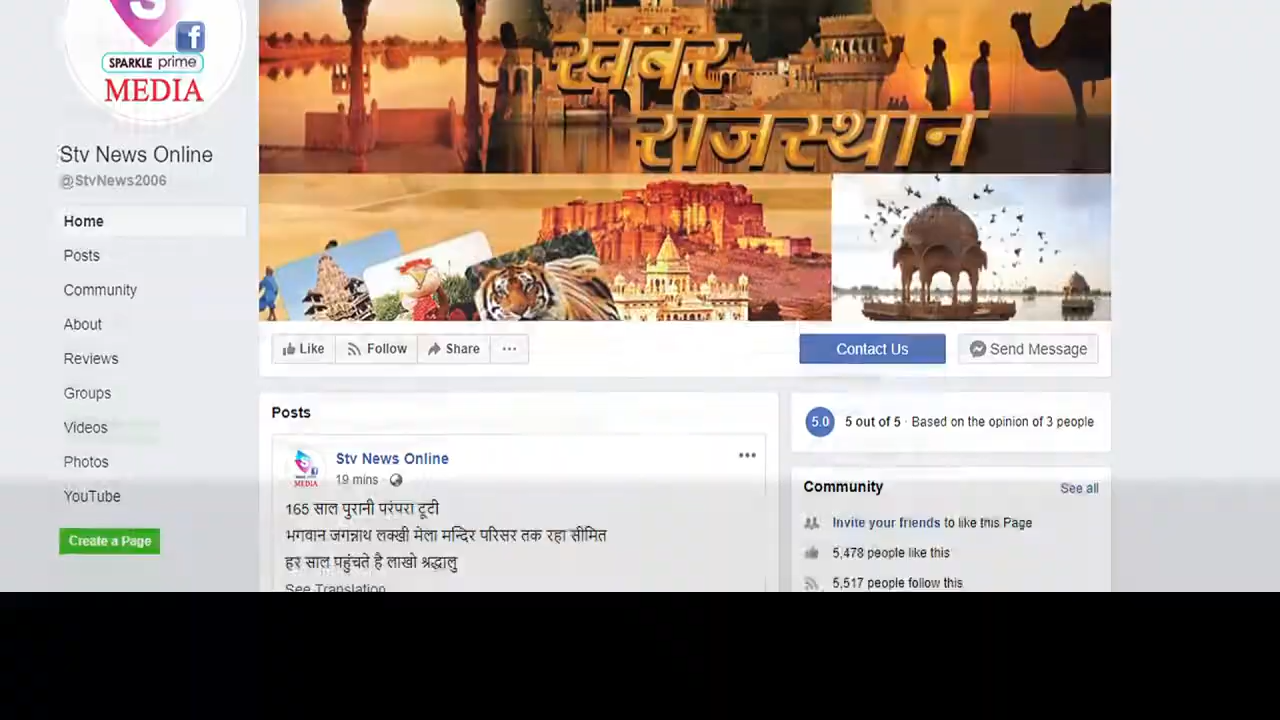 SPARKLE prime
MEDIA
Stv News Online
@StvNews2006
Home
Posts
Community
About
Reviews
Groups
Videos
Photos
YouTube
Create a Page
खबर
राजस्थान
Like
Follow
Share
Contact Us
Send Message
Posts
Stv News Online
MEDIA
19 mins ·
165 साल पुरानी परंपरा टूटी
भगवान जगन्नाथ लक्खी मेला मन्दिर परिसर तक रहा सीमित
हर साल पहुंचते है लाखो श्रद्धालु
See Translation
5.0
5 out of 5 · Based on the opinion of 3 people
Community
See all
Invite your friends to like this Page
5,478 people like this
5,517 people follow this